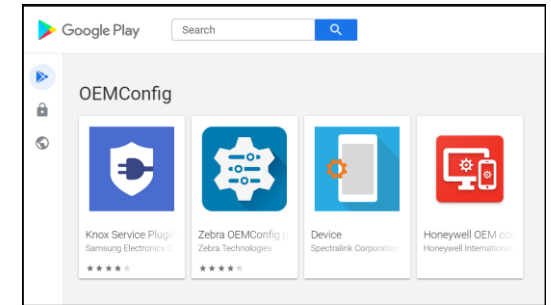 Google Play
Search
OEMConfig
Knox Service Plugin
Samsung Electronics C
Zebra OEMConfig p
Zebra Technologies
Device
Spectralink Corporation
Honeywell OEM con
Honeywell International